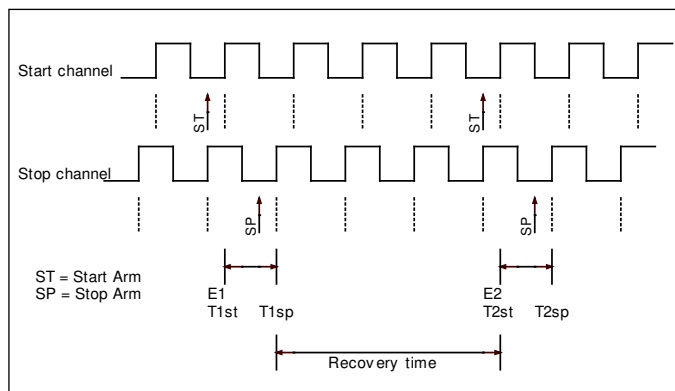 Start channel
ST
ST
Stop channel
SP
SP
ST = Start Arm
SP = Stop Arm
E1
E2
T1st
T1sp
T2st
T2sp
Recovery time